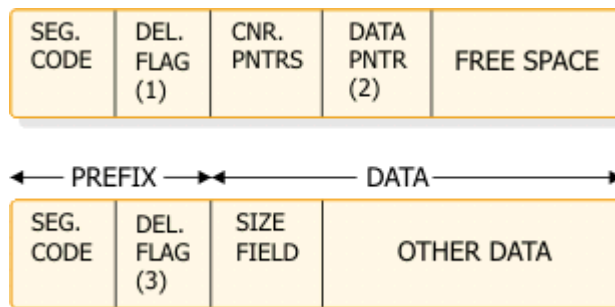 SEG. DEL. CNR. DATA
CODE FLAG PNTRS PNTR FREE SPACE
(1) (2)
PREFIX DATA
SEG. DEL. SIZE
CODE FLAG FIELD OTHER DATA
(3)